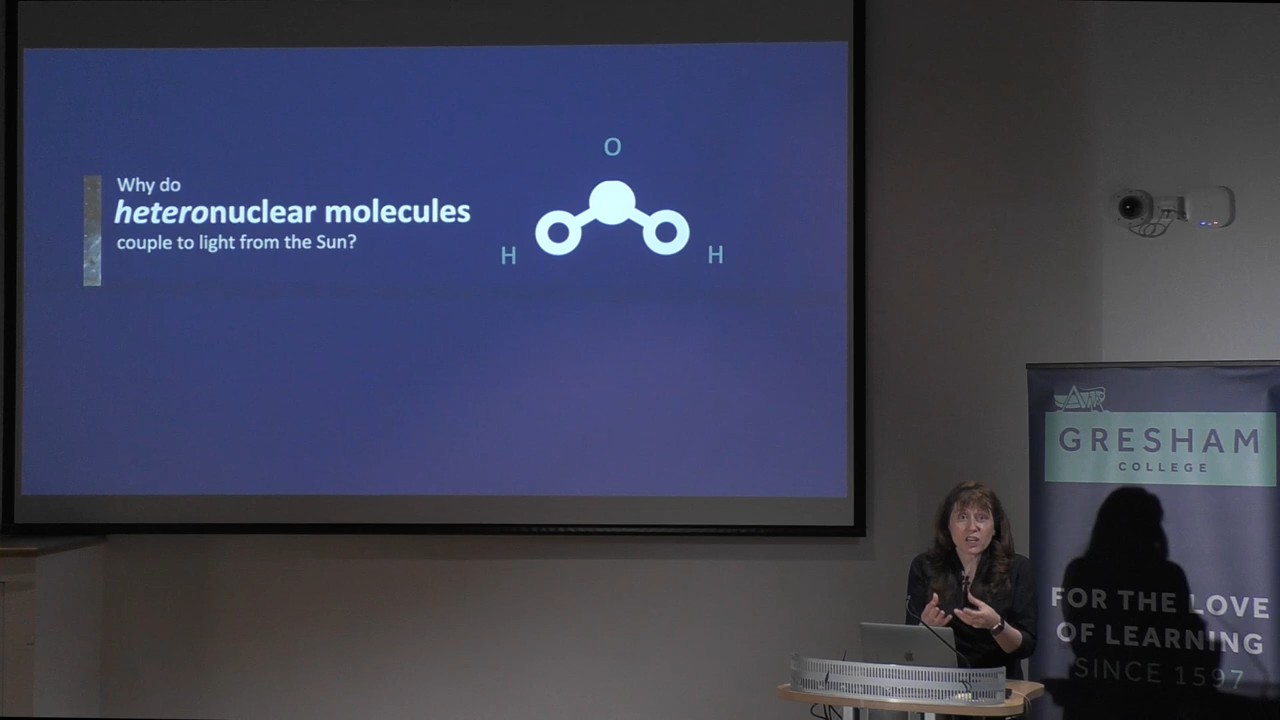 Why do
heteronuclear molecules
couple to light from the Sun?
O
H
H
GRESHAM
COLLEGE
FOR THE LOVE
OF LEARNING
SINCE 1597